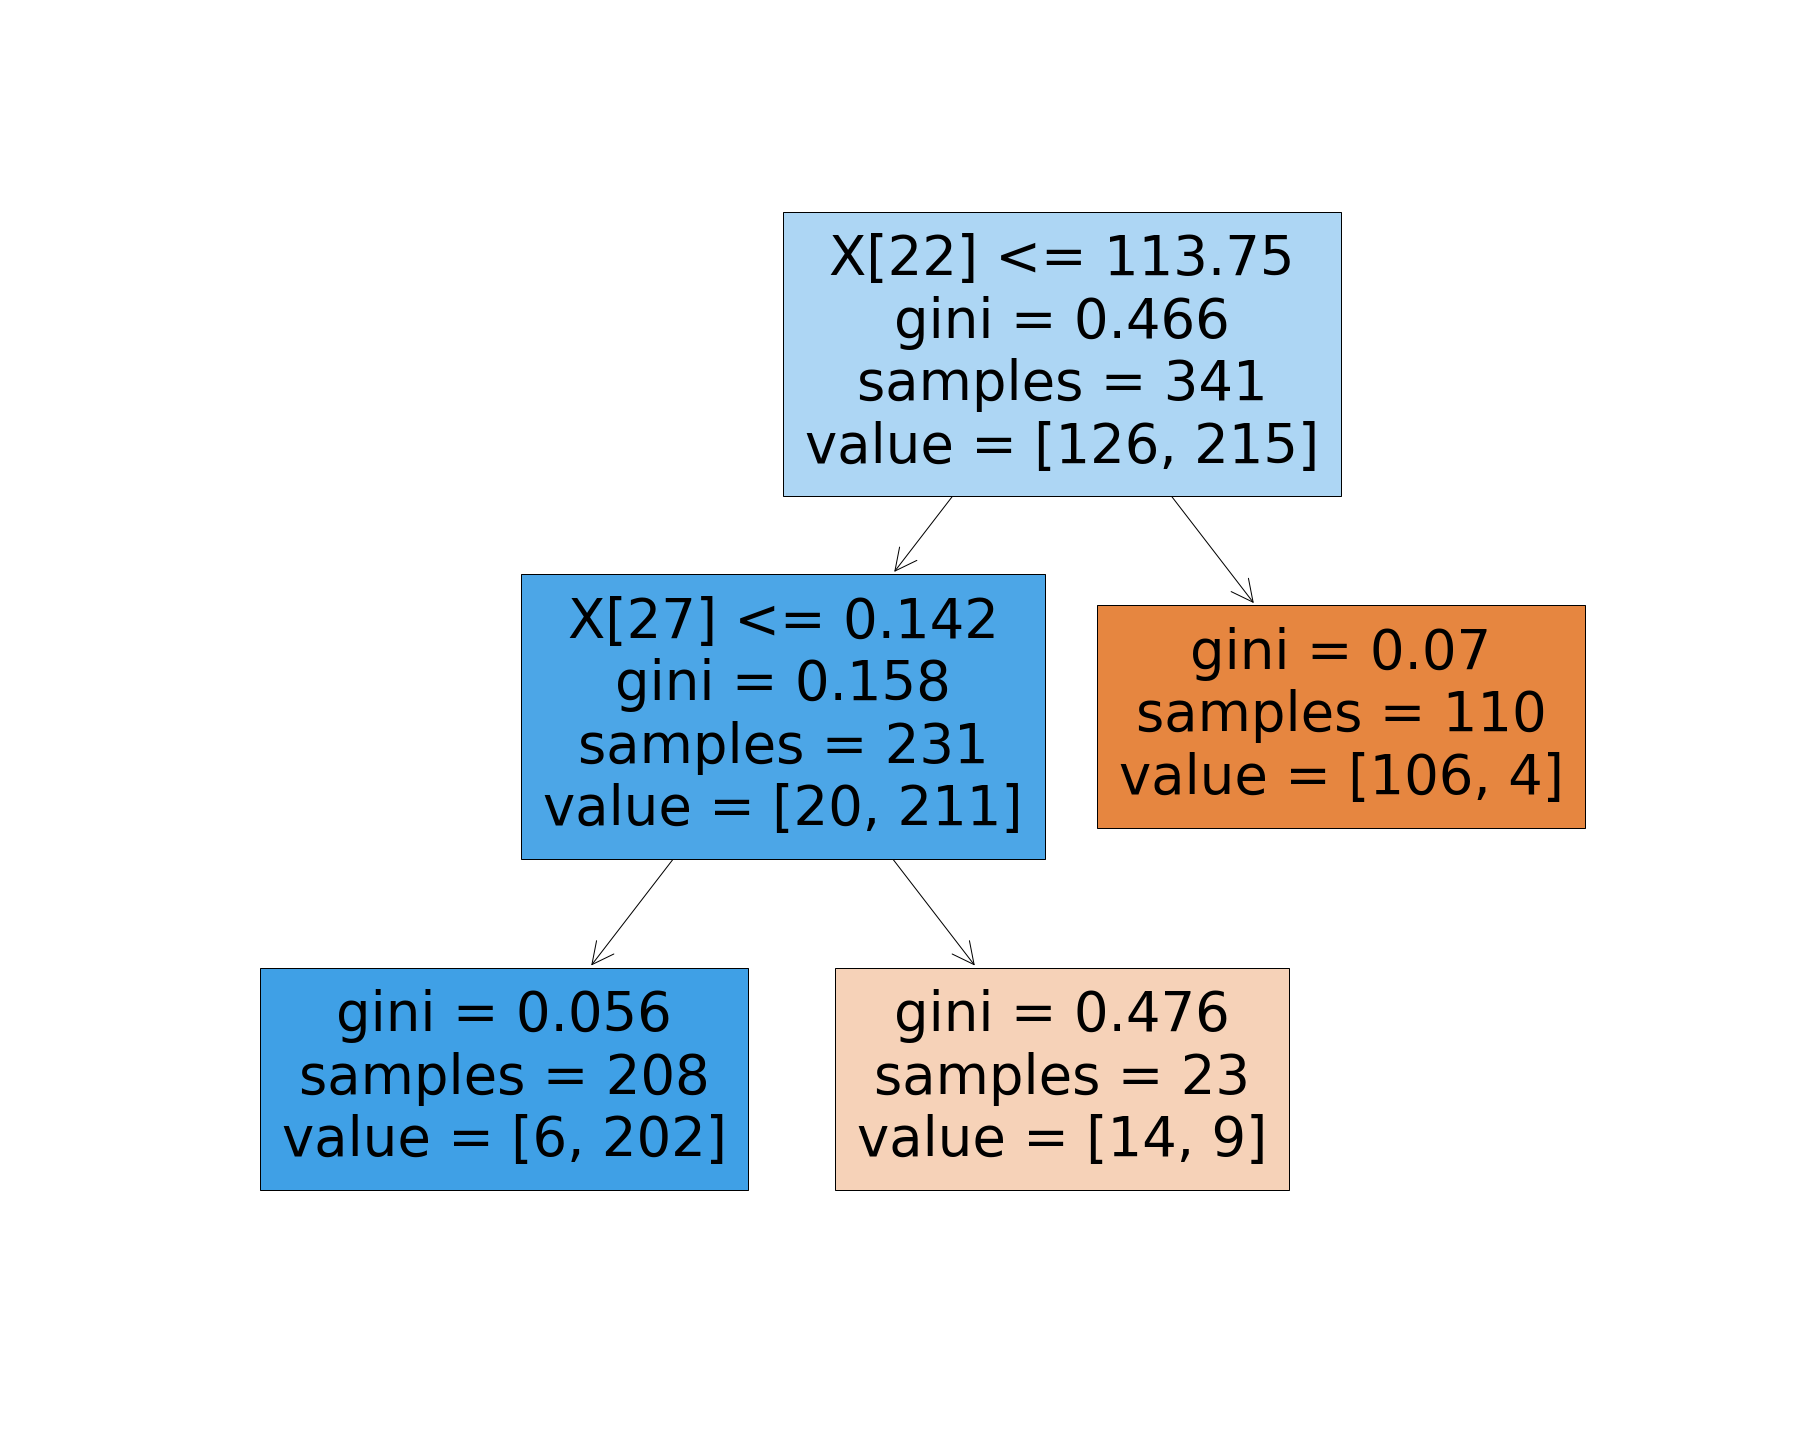 X[22] <= 113.75
gini = 0.466
samples = 341
value = [126, 215]
X[27] <= 0.142
gini = 0.158
samples = 231
value = [20, 211]
gini = 0.07
samples = 110
value = [106, 4]
gini = 0.056
samples = 208
value = [6, 202]
gini = 0.476
samples = 23
value = [14, 9]